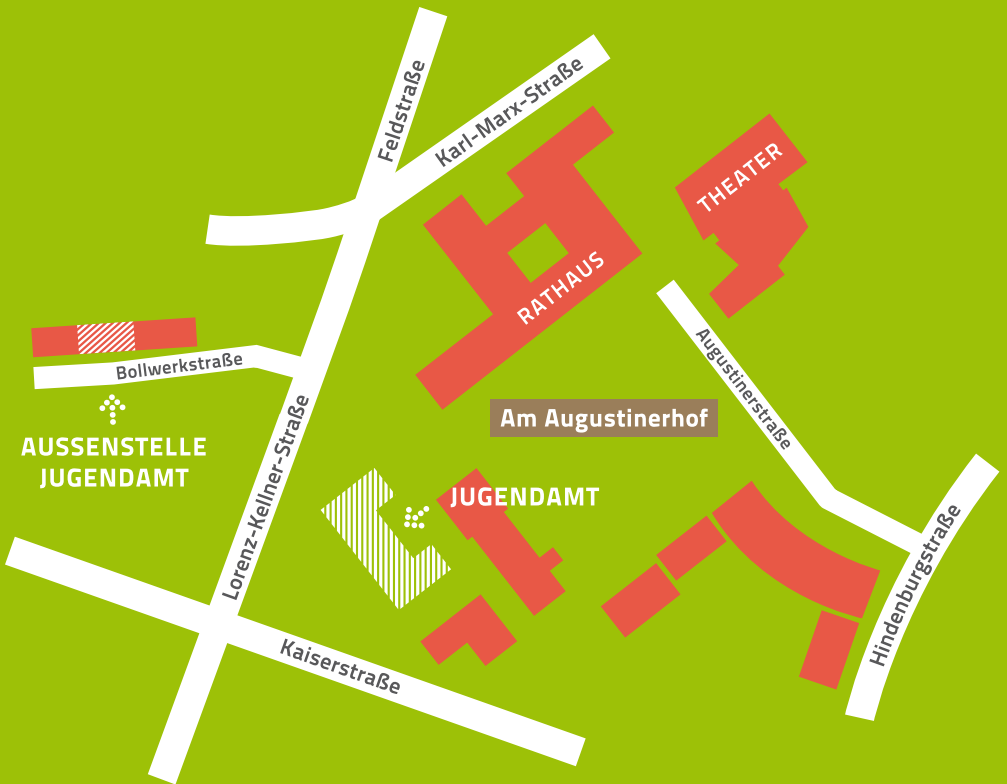 Feldstraße
Karl-Marx-Straße
THEATER
RATHAUS
Augustinerstraße
Bollwerkstraße
Am Augustinerhof
AUSSENSTELLE
JUGENDAMT
Lorenz-Kellner-Straße
JUGENDAMT
Hindenburgstraße
Kaiserstraße